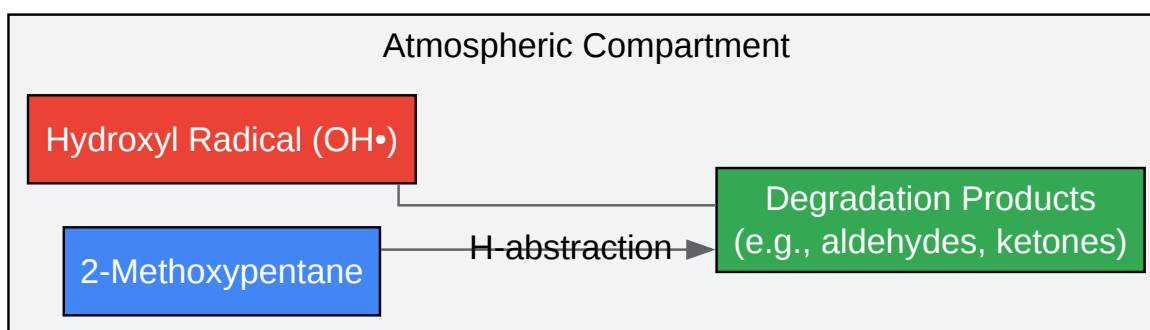 Atmospheric Compartment
Hydroxyl Radical (OH•)
2-Methoxypentane
H-abstraction
Degradation Products
(e.g., aldehydes, ketones)